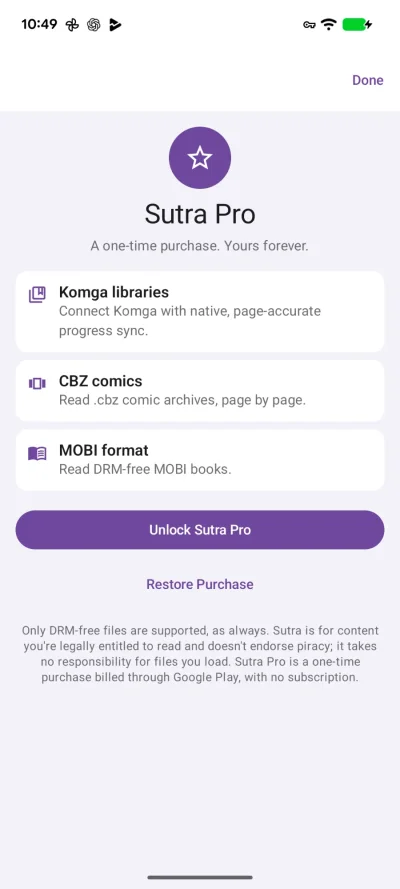 10:49
Done
Sutra Pro
A one-time purchase. Yours forever.
Komga libraries
Connect Komga with native, page-accurate
progress sync.
CBZ comics
Read .cbz comic archives, page by page.
MOBI format
Read DRM-free MOBI books.
Unlock Sutra Pro
Restore Purchase
Only DRM-free files are supported, as always. Sutra is for content
you're legally entitled to read and doesn't endorse piracy; it takes
no responsibility for files you load. Sutra Pro is a one-time
purchase billed through Google Play, with no subscription.